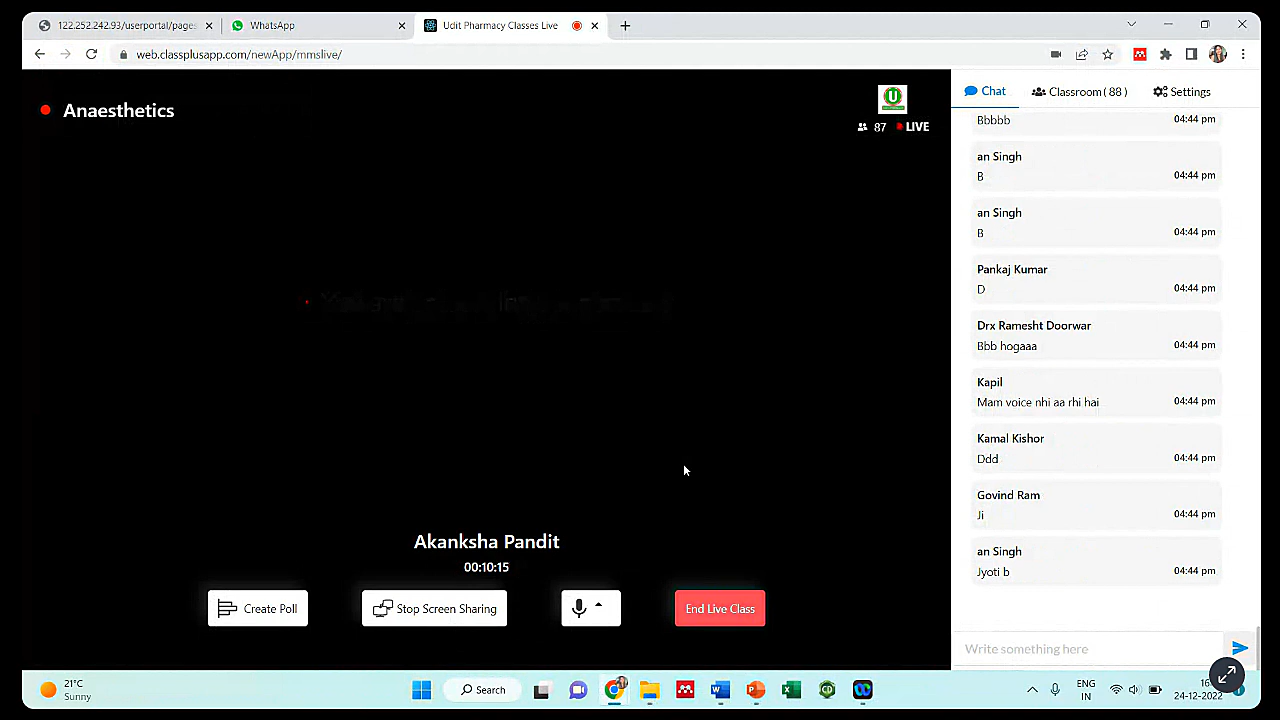 122.252.242.93/userportal/pages
WhatsApp
Udit Pharmacy Classes Live
web.classplusapp.com/newApp/mmslive/
Anaesthetics
U
87 LIVE
Chat
Classroom ( 88 )
Settings
Bbbbb 04:44 pm
an Singh
B 04:44 pm
an Singh
B 04:44 pm
Pankaj Kumar
D 04:44 pm
Drx Ramesht Doorwar
Bbb hogaaa 04:44 pm
Kapil
Mam voice nhi aa rhi hai 04:44 pm
Kamal Kishor
Ddd 04:44 pm
Govind Ram
Ji 04:44 pm
an Singh
Jyoti b 04:44 pm
Akanksha Pandit
00:10:15
Create Poll
Stop Screen Sharing
End Live Class
Write something here
21°C
Sunny
Search
ENG
IN